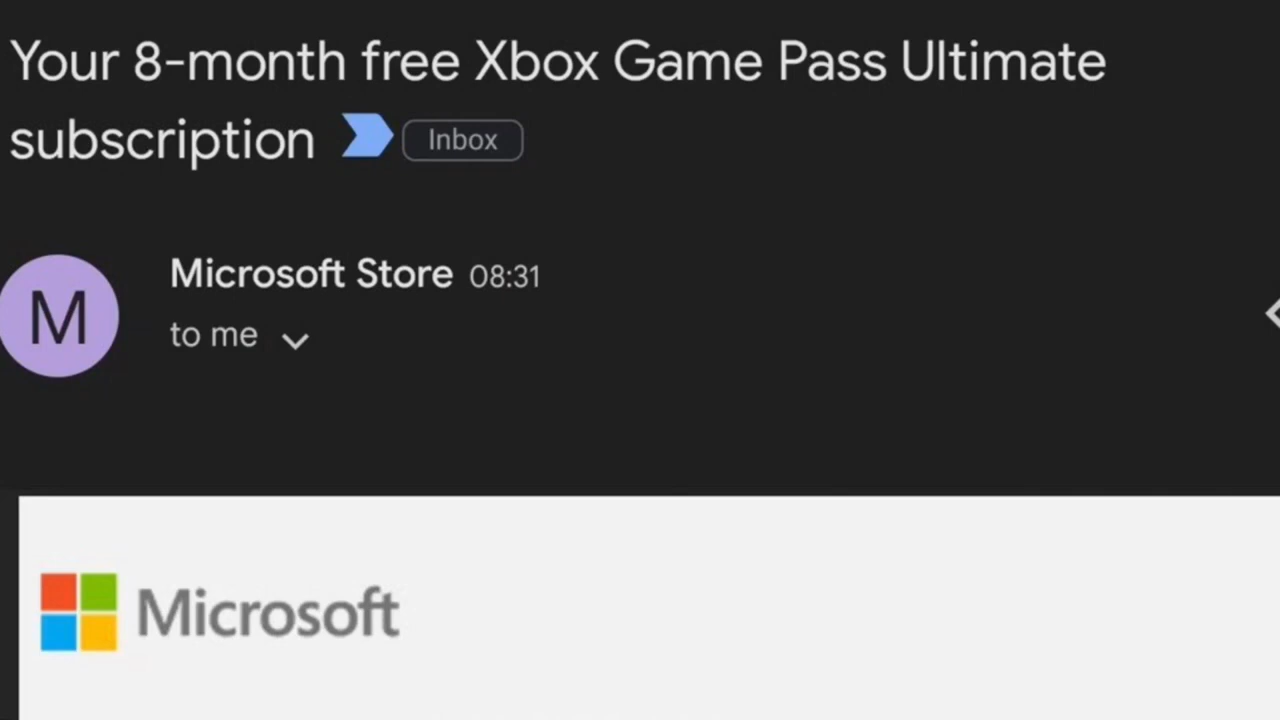 Your 8-month free Xbox Game Pass Ultimate
subscription Inbox
M
Microsoft Store 08:31
to me
Microsoft